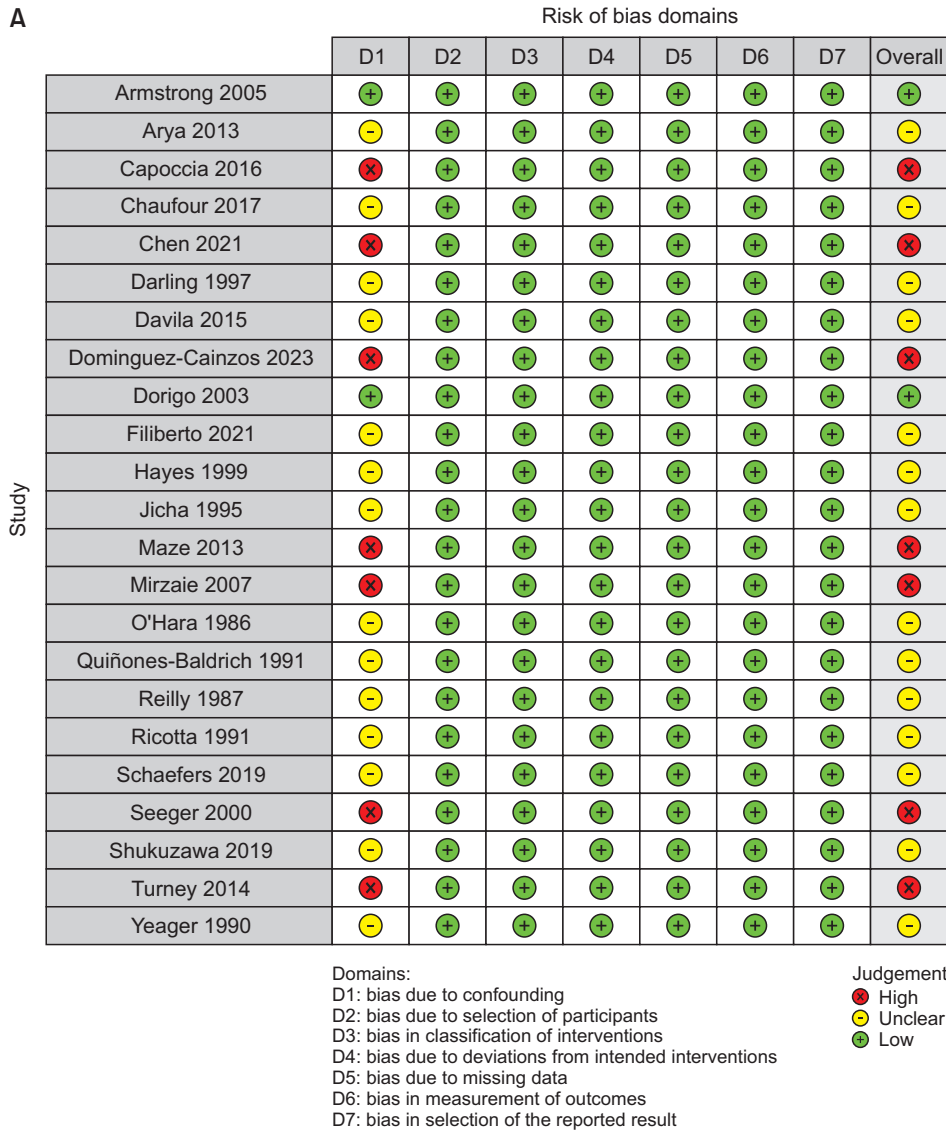 A
Risk of bias domains
D1 D2 D3 D4 D5 D6 D7 Overall
Study
Armstrong 2005 + + + + + + + +
Arya 2013 - + + + + + + -
Capoccia 2016 x + + + + + + x
Chaufour 2017 - + + + + + + -
Chen 2021 x + + + + + + x
Darling 1997 - + + + + + + -
Davila 2015 - + + + + + + -
Dominguez-Cainzos 2023 x + + + + + + x
Dorigo 2003 + + + + + + + +
Filiberto 2021 - + + + + + + -
Hayes 1999 - + + + + + + -
Jicha 1995 - + + + + + + -
Maze 2013 x + + + + + + x
Mirzaie 2007 x + + + + + + x
O'Hara 1986 - + + + + + + -
Quiñones-Baldrich 1991 - + + + + + + -
Reilly 1987 - + + + + + + -
Ricotta 1991 - + + + + + + -
Schaefers 2019 - + + + + + + -
Seeger 2000 x + + + + + + x
Shukuzawa 2019 - + + + + + + -
Turney 2014 x + + + + + + x
Yeager 1990 - + + + + + + -
Domains:
D1: bias due to confounding
D2: bias due to selection of participants
D3: bias in classification of interventions
D4: bias due to deviations from intended interventions
D5: bias due to missing data
D6: bias in measurement of outcomes
D7: bias in selection of the reported result
Judgement
x High
- Unclear
+ Low